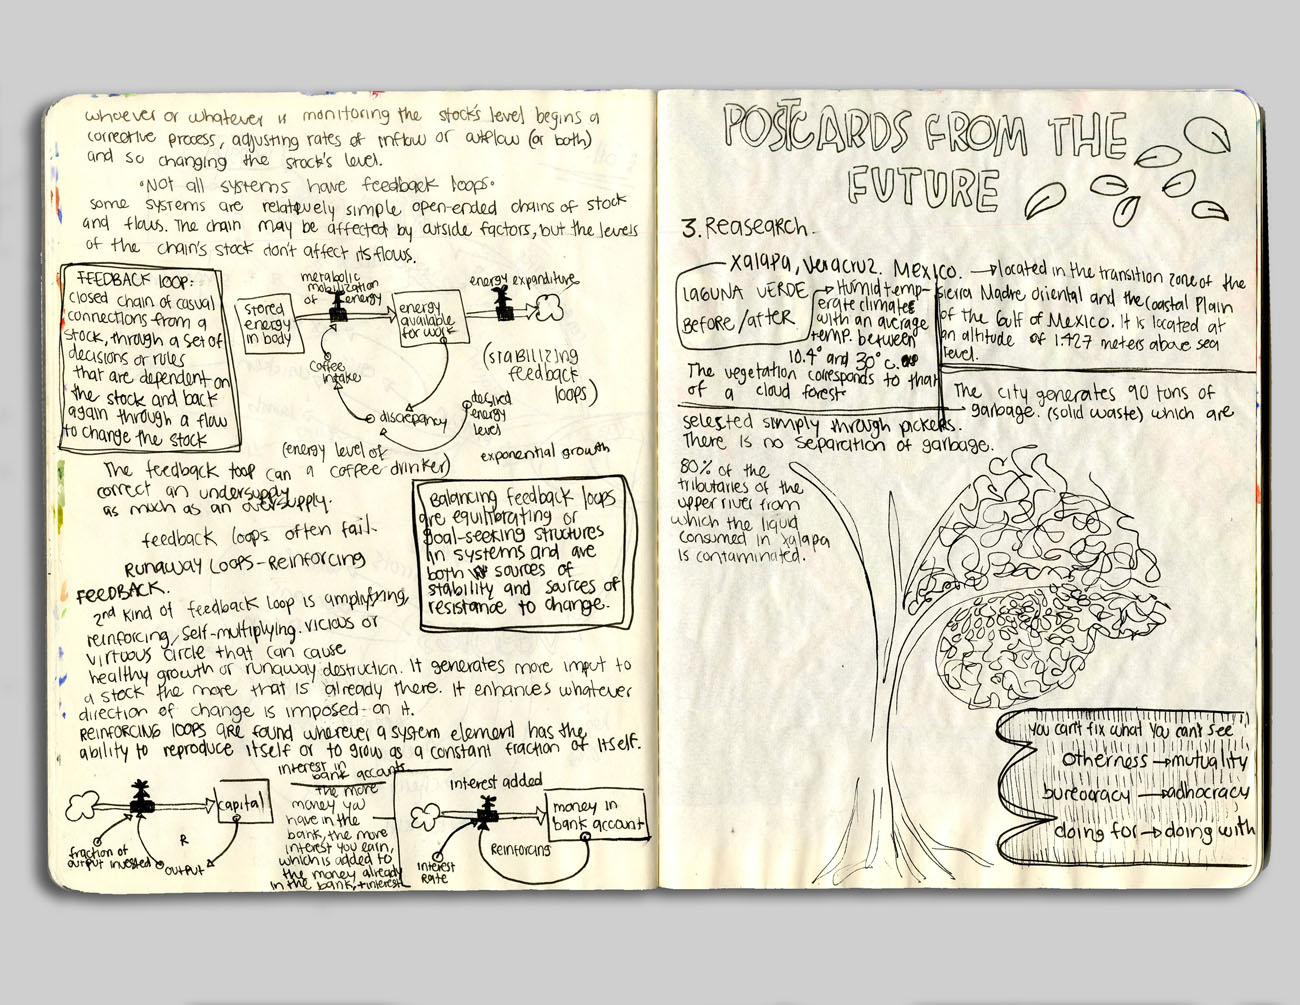 whoever or whatever is monitoring the stock's level begins a
corrective process, adjusting rates of inflow or outflow (or both)
and so changing the stock's level.
•Not all systems have feedback loops•
some systems are relatively simple open-ended chains of stock
and flows. The chain may be affected by outside factors, but the levels
of the chain's stock don't affect its flows.
FEEDBACK LOOP:
closed chain of casual
connections from a
stock, through a set of
decisions or rules
that are dependent on
the stock and back
again through a flow
to change the stock
metabolic
mobilization
of energy
energy expenditure
stored
energy
in body
energy
available
for work
Coffee
intake
discrepancy
desired
energy
level
(stabilizing
feedback
loops)
(energy level of
a coffee drinker)
exponential growth
The feedback loop can
correct an undersupply
as much as an oversupply.
feedback loops often fail.
Balancing feedback loops
are equilibrating or
goal-seeking structures
in systems and are
both sources of
stability and sources of
resistance to change.
RUNAWAY LOOPS - REINFORCING
FEEDBACK.
2nd kind of feedback loop is amplifying,
reinforcing, self-multiplying. vicious or
virtuous circle that can cause
healthy growth or runaway destruction. It generates more imput to
a stock the more that is already there. It enhances whatever
direction of change is imposed on it.
REINFORCING LOOPS are found wherever a system element has the
ability to reproduce itself or to grow as a constant fraction of itself.
capital
fraction of
output invested
R
OUTPUT
interest in
bank accounts
the more
money you
have in the
bank, the more
interest you earn,
which is added to
the money already
in the bank, + interest
interest added
money in
bank account
Reinforcing
interest
rate
POSTCARDS FROM THE
FUTURE
3. Reasearch.
Xalapa, Veracruz. Mexico. → located in the transition zone of the
Sierra Madre Oriental and the Coastal Plain
of the Gulf of Mexico. It is located at
an altitude of 1.427 meters above sea
level.
LAGUNA VERDE
BEFORE / AFTER
→ Humid temp-
erate climates
with an average
temp. between
10.4° and 30° c.
The vegetation corresponds to that
of a cloud forest
The city generates 90 tons of
garbage. (solid waste) which are
selected simply through pickers.
There is no separation of garbage.
80% of the
tributaries of the
upper river from
which the liquid
consumed in xalapa
is contaminated.
you can't fix what you can't see
otherness → mutuality
bureocracy → adhocracy
doing for → doing with